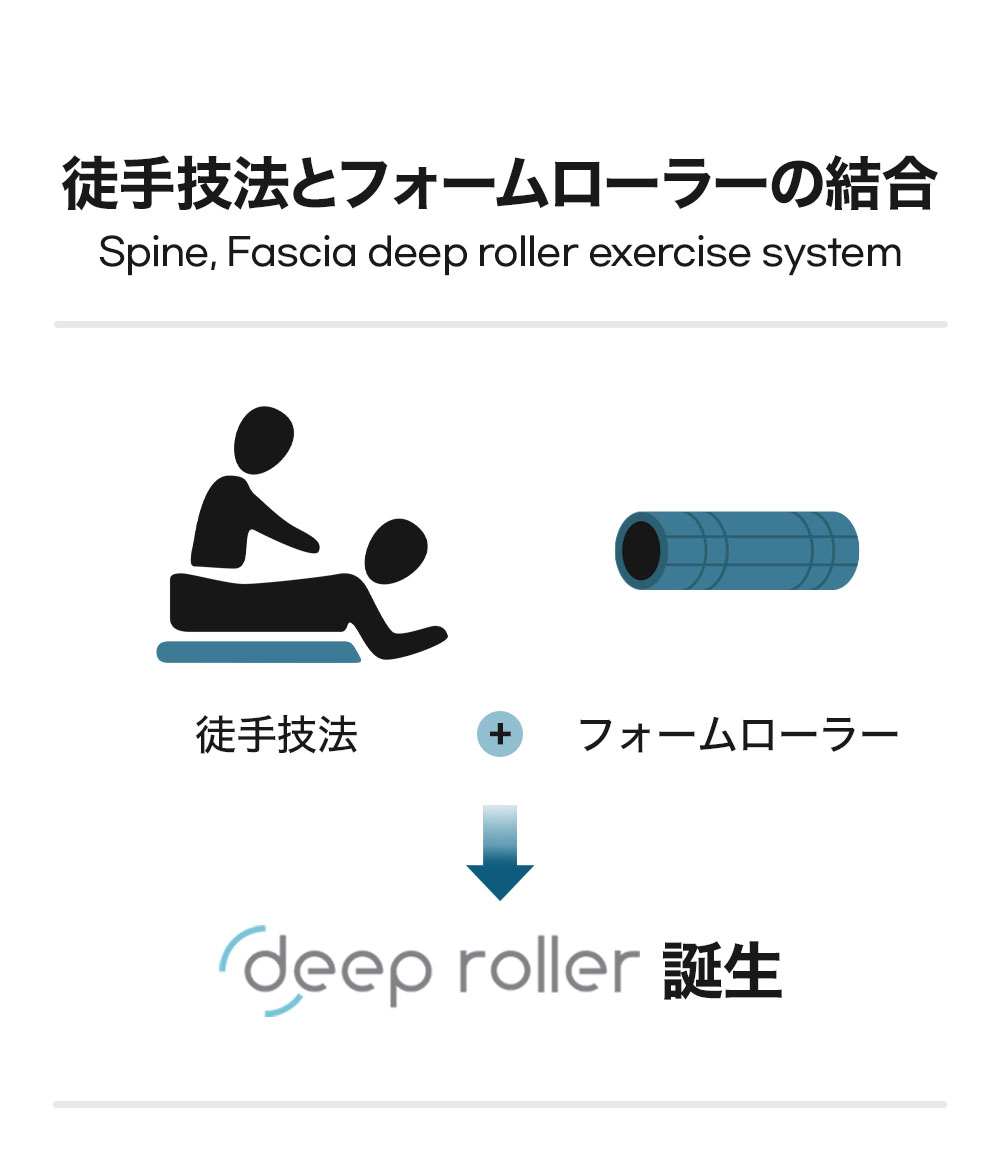 徒手技法とフォームローラーの結合
Spine, Fascia deep roller exercise system
徒手技法 + フォームローラー
deep roller 誕生